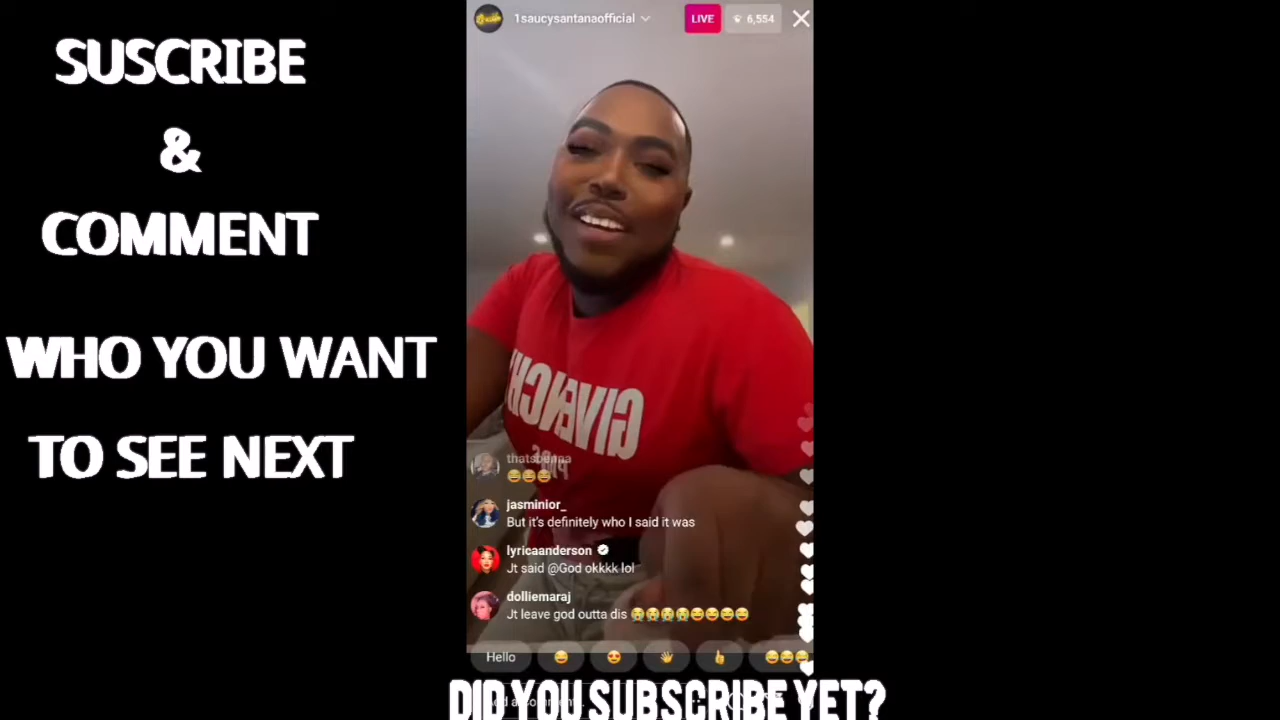 SUSCRIBE
&
COMMENT
WHO YOU WANT
TO SEE NEXT
1saucysantanaofficial
LIVE
6,554
GIVENCHY
PARIS
thatsbenna
😂😂😂
jasminior_
But it's definitely who I said it was
lyricaanderson
Jt said @God okkkk lol
dolliemaraj
Jt leave god outta dis 😭😭😭😭😂😂😂😂
Hello
😂 😍 👋 👍 😂😂😂
DID YOU SUBSCRIBE YET?